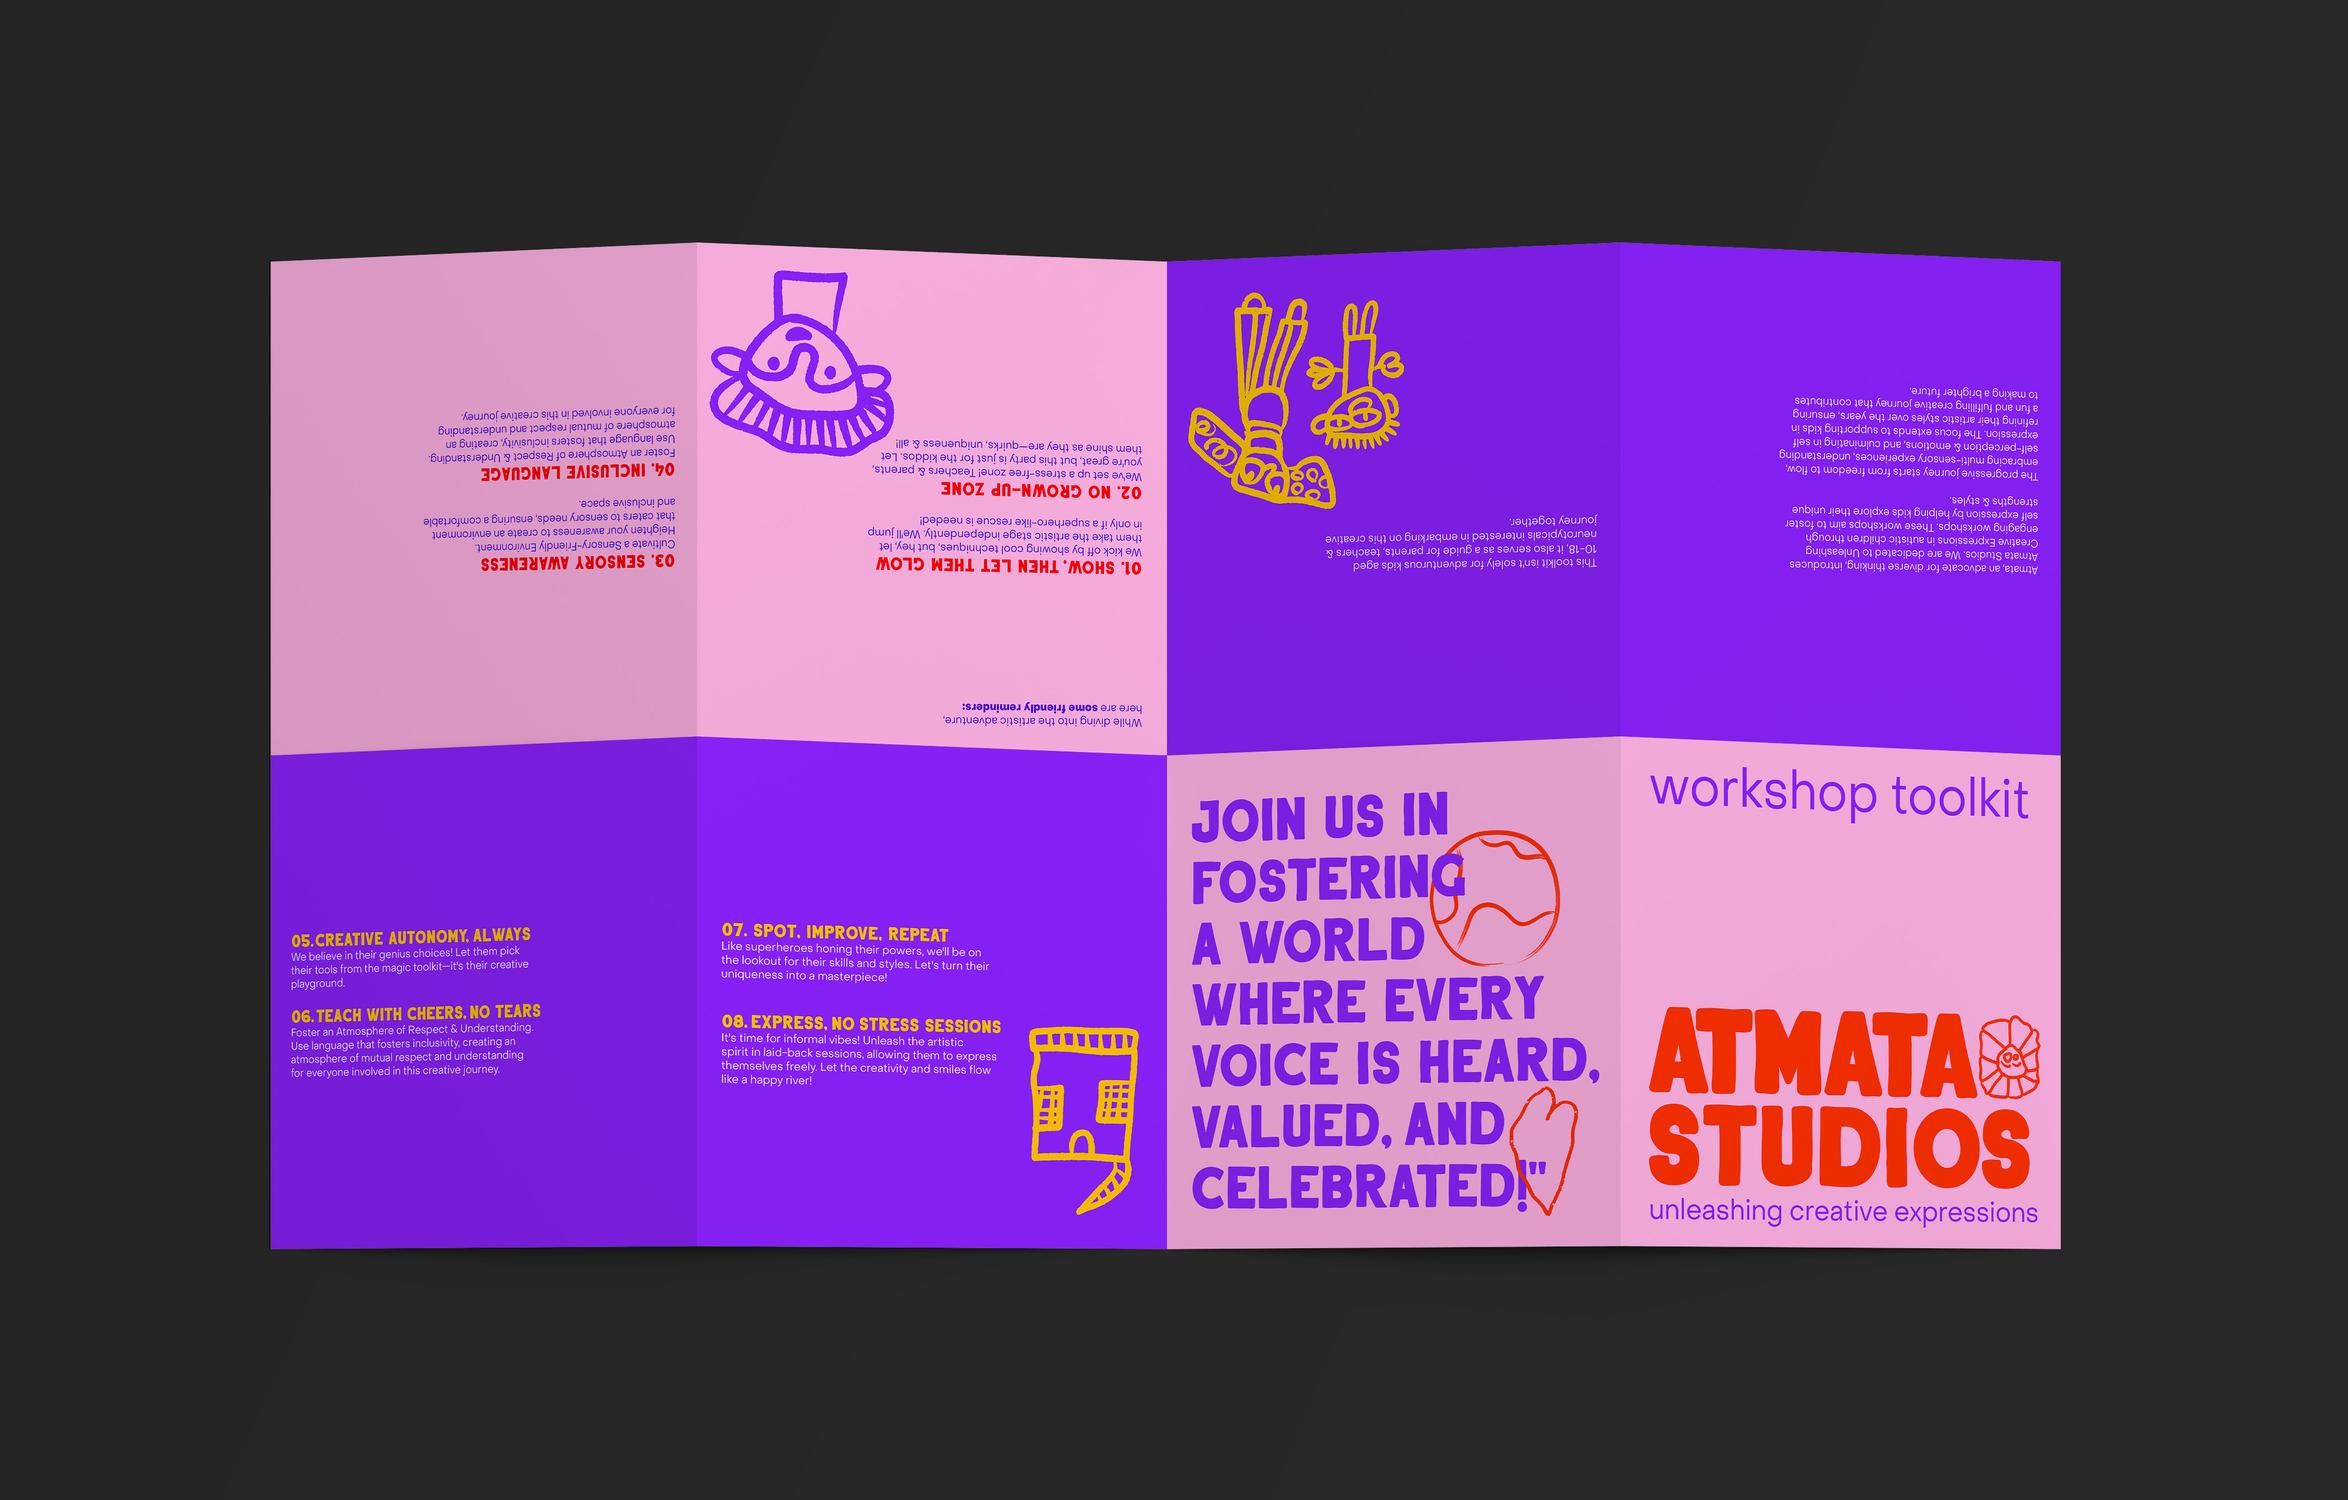 workshop toolkit
ATMATA
STUDIOS
unleashing creative expressions
Atmata, an advocate for diverse thinking, introduces
Atmata Studios. We are dedicated to Unleashing
Creative Expressions in autistic children through
engaging workshops. These workshops aim to foster
self expression by helping kids explore their unique
strengths & styles.
The progressive journey starts from freedom to flow,
embracing multi-sensory experiences, understanding
self-perception & emotions, and culminating in self
expression. The focus extends to supporting kids in
refining their artistic styles over the years, ensuring
a fun and fulfilling creative journey that contributes
to making a brighter future.
This toolkit isn't solely for adventurous kids aged
10-18, it also serves as a guide for parents, teachers &
neurotypicals interested in embarking on this creative
journey together.
While diving into the artistic adventure,
here are some friendly reminders:
01. SHOW, THEN LET THEM GLOW
We kick off by showing cool techniques, but hey, let
them take the artistic stage independently. We'll jump
in only if a superhero-like rescue is needed!
02. NO GROWN-UP ZONE
We've set up a stress-free zone! Teachers & parents,
you're great, but this party is just for the kiddos. Let
them shine as they are—quirks, uniqueness & all!
03. SENSORY AWARENESS
Cultivate a Sensory-Friendly Environment.
Heighten your awareness to create an environment
that caters to sensory needs, ensuring a comfortable
and inclusive space.
04. INCLUSIVE LANGUAGE
Foster an Atmosphere of Respect & Understanding.
Use language that fosters inclusivity, creating an
atmosphere of mutual respect and understanding
for everyone involved in this creative journey.
05.CREATIVE AUTONOMY, ALWAYS
We believe in their genius choices! Let them pick
their tools from the magic toolkit—it's their creative
playground.
06.TEACH WITH CHEERS, NO TEARS
Foster an Atmosphere of Respect & Understanding.
Use language that fosters inclusivity, creating an
atmosphere of mutual respect and understanding
for everyone involved in this creative journey.
07. SPOT, IMPROVE, REPEAT
Like superheroes honing their powers, we'll be on
the lookout for their skills and styles. Let's turn their
uniqueness into a masterpiece!
08. EXPRESS, NO STRESS SESSIONS
It's time for informal vibes! Unleash the artistic
spirit in laid-back sessions, allowing them to express
themselves freely. Let the creativity and smiles flow
like a happy river!
JOIN US IN
FOSTERING
A WORLD
WHERE EVERY
VOICE IS HEARD,
VALUED, AND
CELEBRATED!"